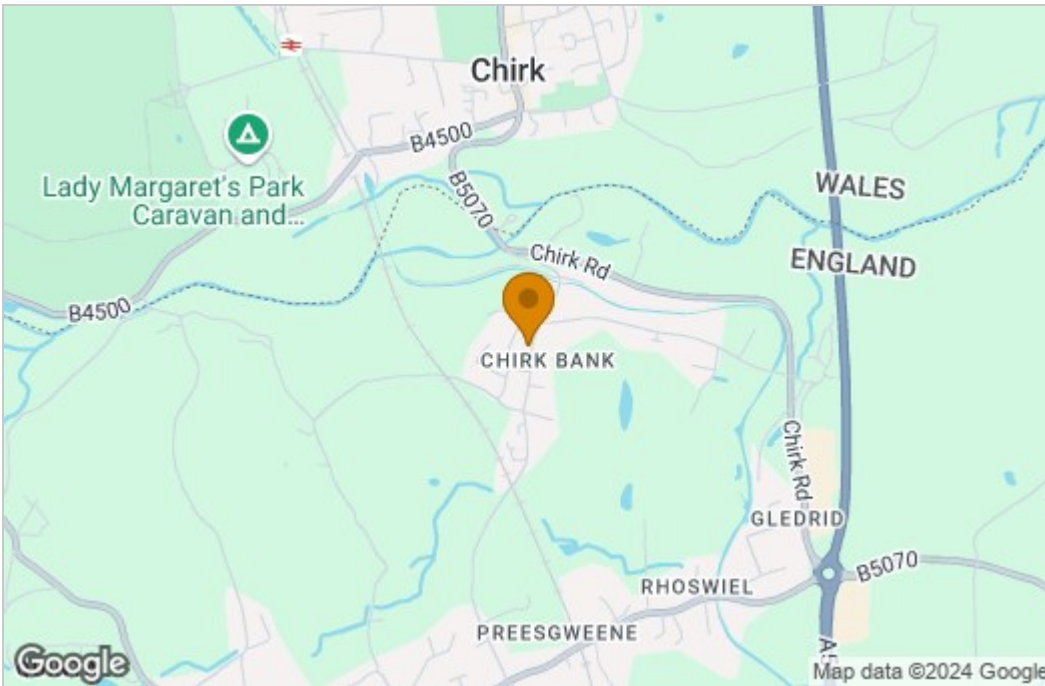 Chirk
B4500
Lady Margaret's Park
Caravan and...
B5070
WALES
ENGLAND
Chirk Rd
B4500
CHIRK BANK
Chirk Rd
GLEDRID
B5070
RHOSWIEL
PREESGWEENE
A5
Google
Map data ©2024 Google